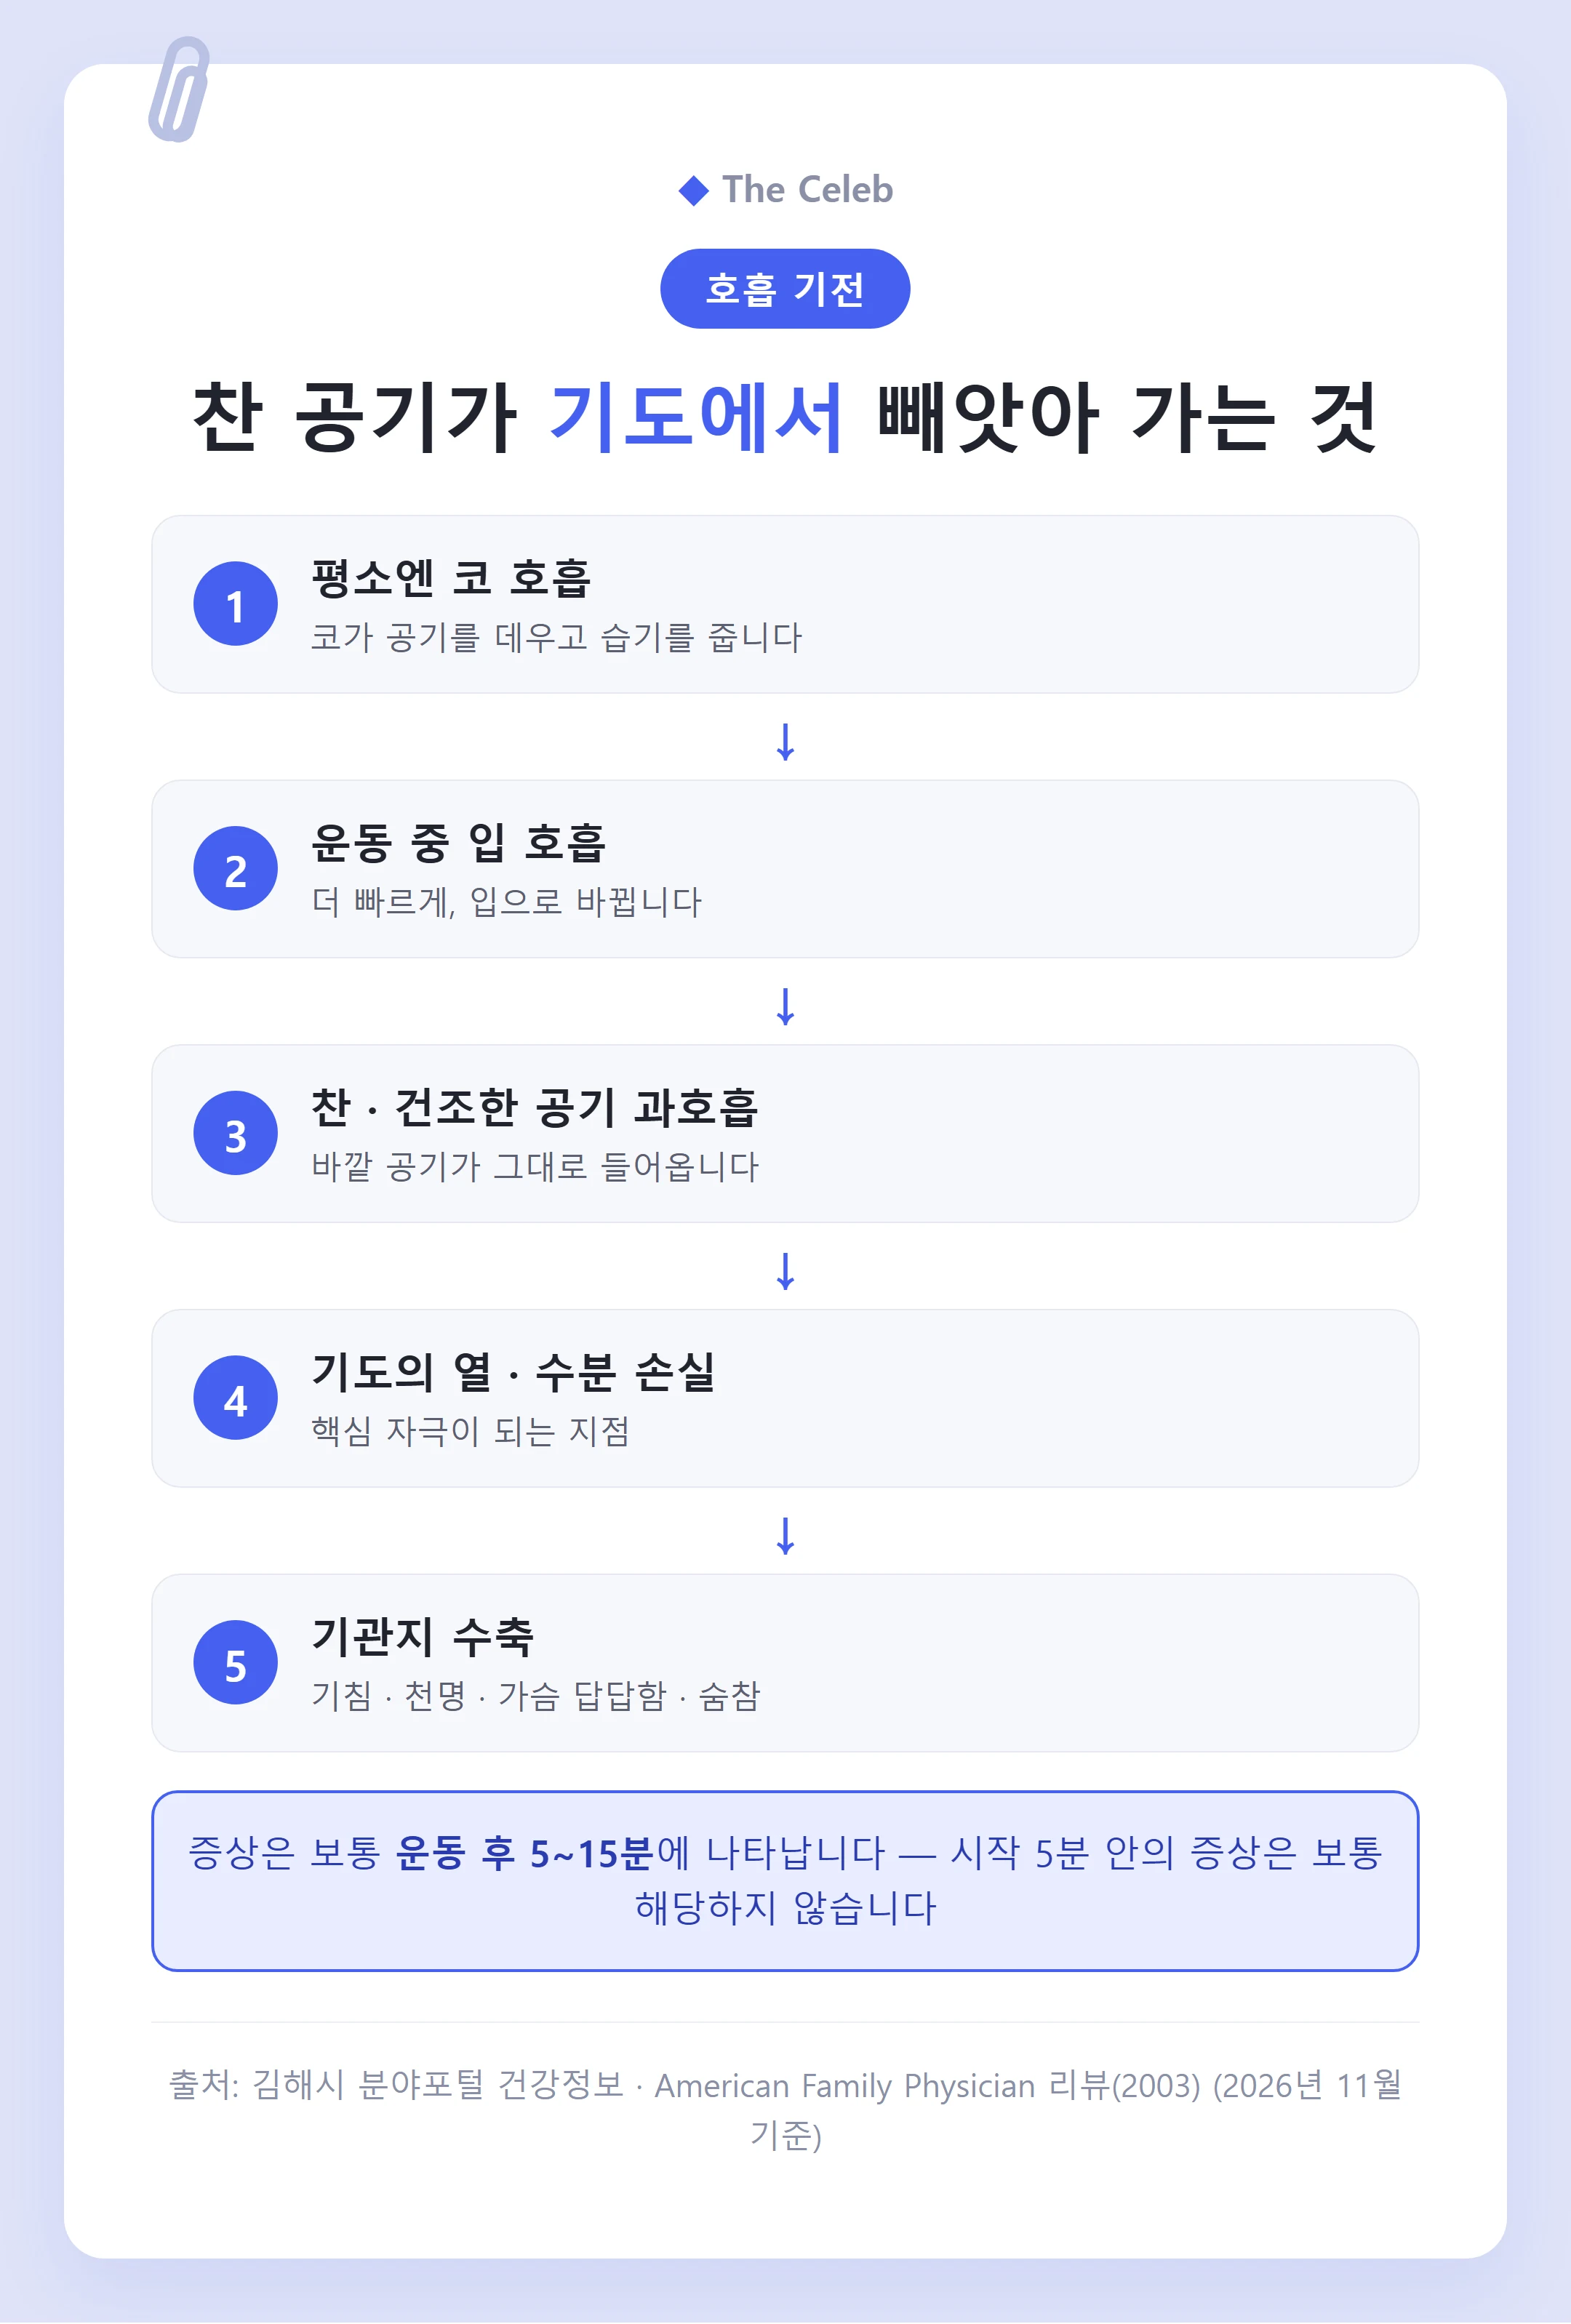 ◆ The Celeb
호흡 기전
찬 공기가 기도에서 빼앗아 가는 것
1
평소엔 코 호흡
코가 공기를 데우고 습기를 줍니다
↓
2
운동 중 입 호흡
더 빠르게, 입으로 바뀝니다
↓
3
찬 · 건조한 공기 과호흡
바깥 공기가 그대로 들어옵니다
↓
4
기도의 열 · 수분 손실
핵심 자극이 되는 지점
↓
5
기관지 수축
기침 · 천명 · 가슴 답답함 · 숨참
증상은 보통 운동 후 5~15분에 나타납니다 — 시작 5분 안의 증상은 보통
해당하지 않습니다
출처: 김해시 분야포털 건강정보 · American Family Physician 리뷰(2003) (2026년 11월
기준)